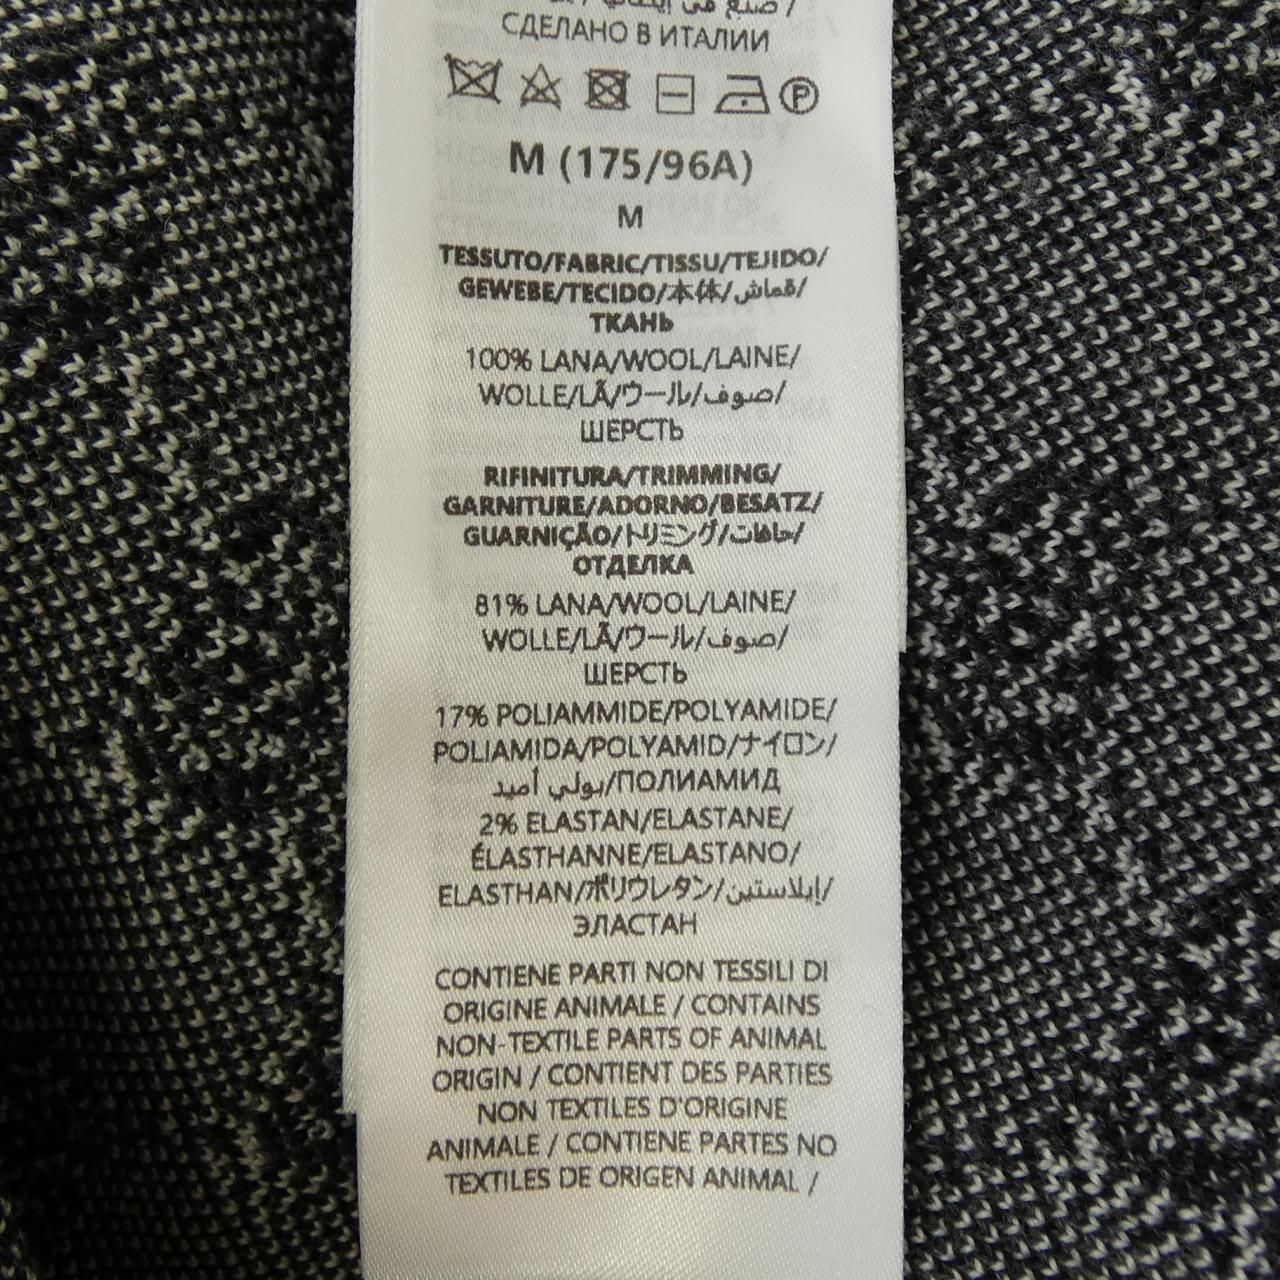 صنع في إيطاليا /
СДЕЛАНО В ИТАЛИИ
P
M (175/96A)
M
TESSUTO/FABRIC/TISSU/TEJIDO/
GEWEBE/TECIDO/本体/قماش/
ТКАНЬ
100% LANA/WOOL/LAINE/
WOLLE/LÃ/ウール/صوف/
ШЕРСТЬ
RIFINITURA/TRIMMING/
GARNITURE/ADORNO/BESATZ/
GUARNIÇÃO/トリミング/حافات/
ОТДЕЛКА
81% LANA/WOOL/LAINE/
WOLLE/LÃ/ウール/صوف/
ШЕРСТЬ
17% POLIAMMIDE/POLYAMIDE/
POLIAMIDA/POLYAMID/ナイロン/
بولي أميد/ПОЛИАМИД
2% ELASTAN/ELASTANE/
ÉLASTHANNE/ELASTANO/
ELASTHAN/ポリウレタン/إيلاستين/
ЭЛАСТАН
CONTIENE PARTI NON TESSILI DI
ORIGINE ANIMALE / CONTAINS
NON-TEXTILE PARTS OF ANIMAL
ORIGIN / CONTIENT DES PARTIES
NON TEXTILES D'ORIGINE
ANIMALE / CONTIENE PARTES NO
TEXTILES DE ORIGEN ANIMAL /